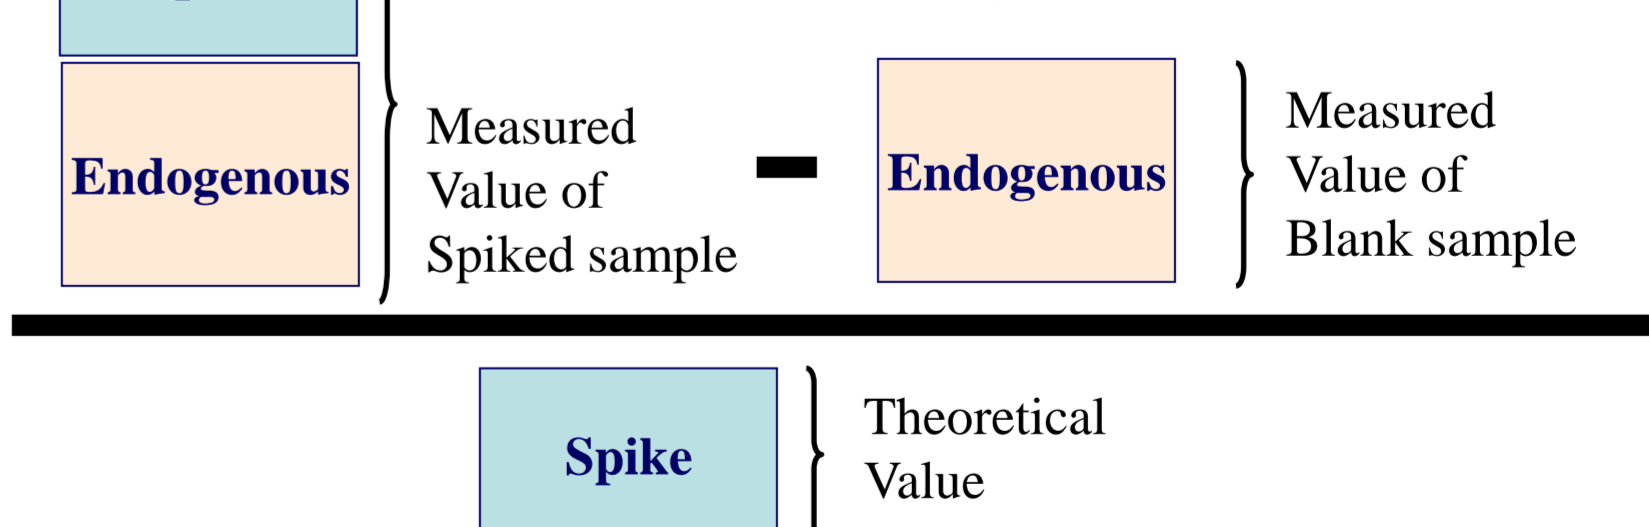 Endogenous
Measured
Value of
Spiked sample
Endogenous
Measured
Value of
Blank sample
Spike
Theoretical
Value